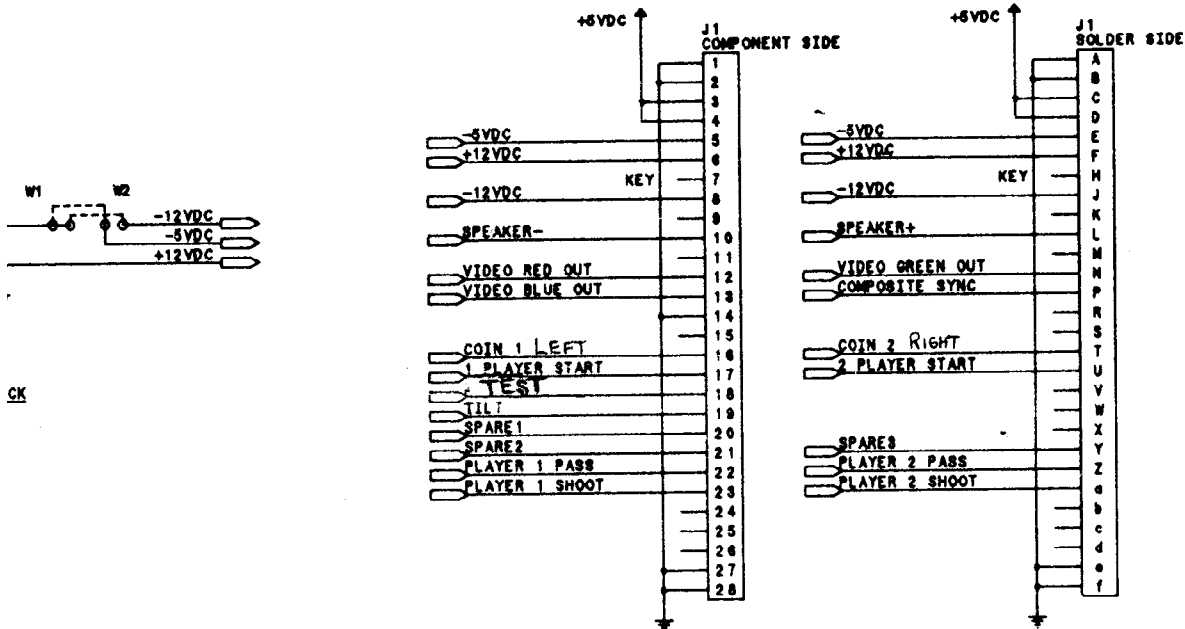 W1 W2
-12VDC
-5VDC
+12VDC
CK
+5VDC
J1
COMPONENT SIDE
1
2
3
4
-5VDC 5
+12VDC 6
KEY 7
-12VDC 8
9
SPEAKER- 10
11
VIDEO RED OUT 12
VIDEO BLUE OUT 13
14
15
COIN 1 LEFT 16
1 PLAYER START 17
TEST 18
TILT 19
SPARE1 20
SPARE2 21
PLAYER 1 PASS 22
PLAYER 1 SHOOT 23
24
25
26
27
28
+5VDC
J1
SOLDER SIDE
A
B
C
D
-5VDC E
+12VDC F
KEY H
-12VDC J
K
SPEAKER+ L
M
VIDEO GREEN OUT N
COMPOSITE SYNC P
R
S
COIN 2 RIGHT T
2 PLAYER START U
V
W
X
SPARE3 Y
PLAYER 2 PASS Z
PLAYER 2 SHOOT a
b
c
d
e
f